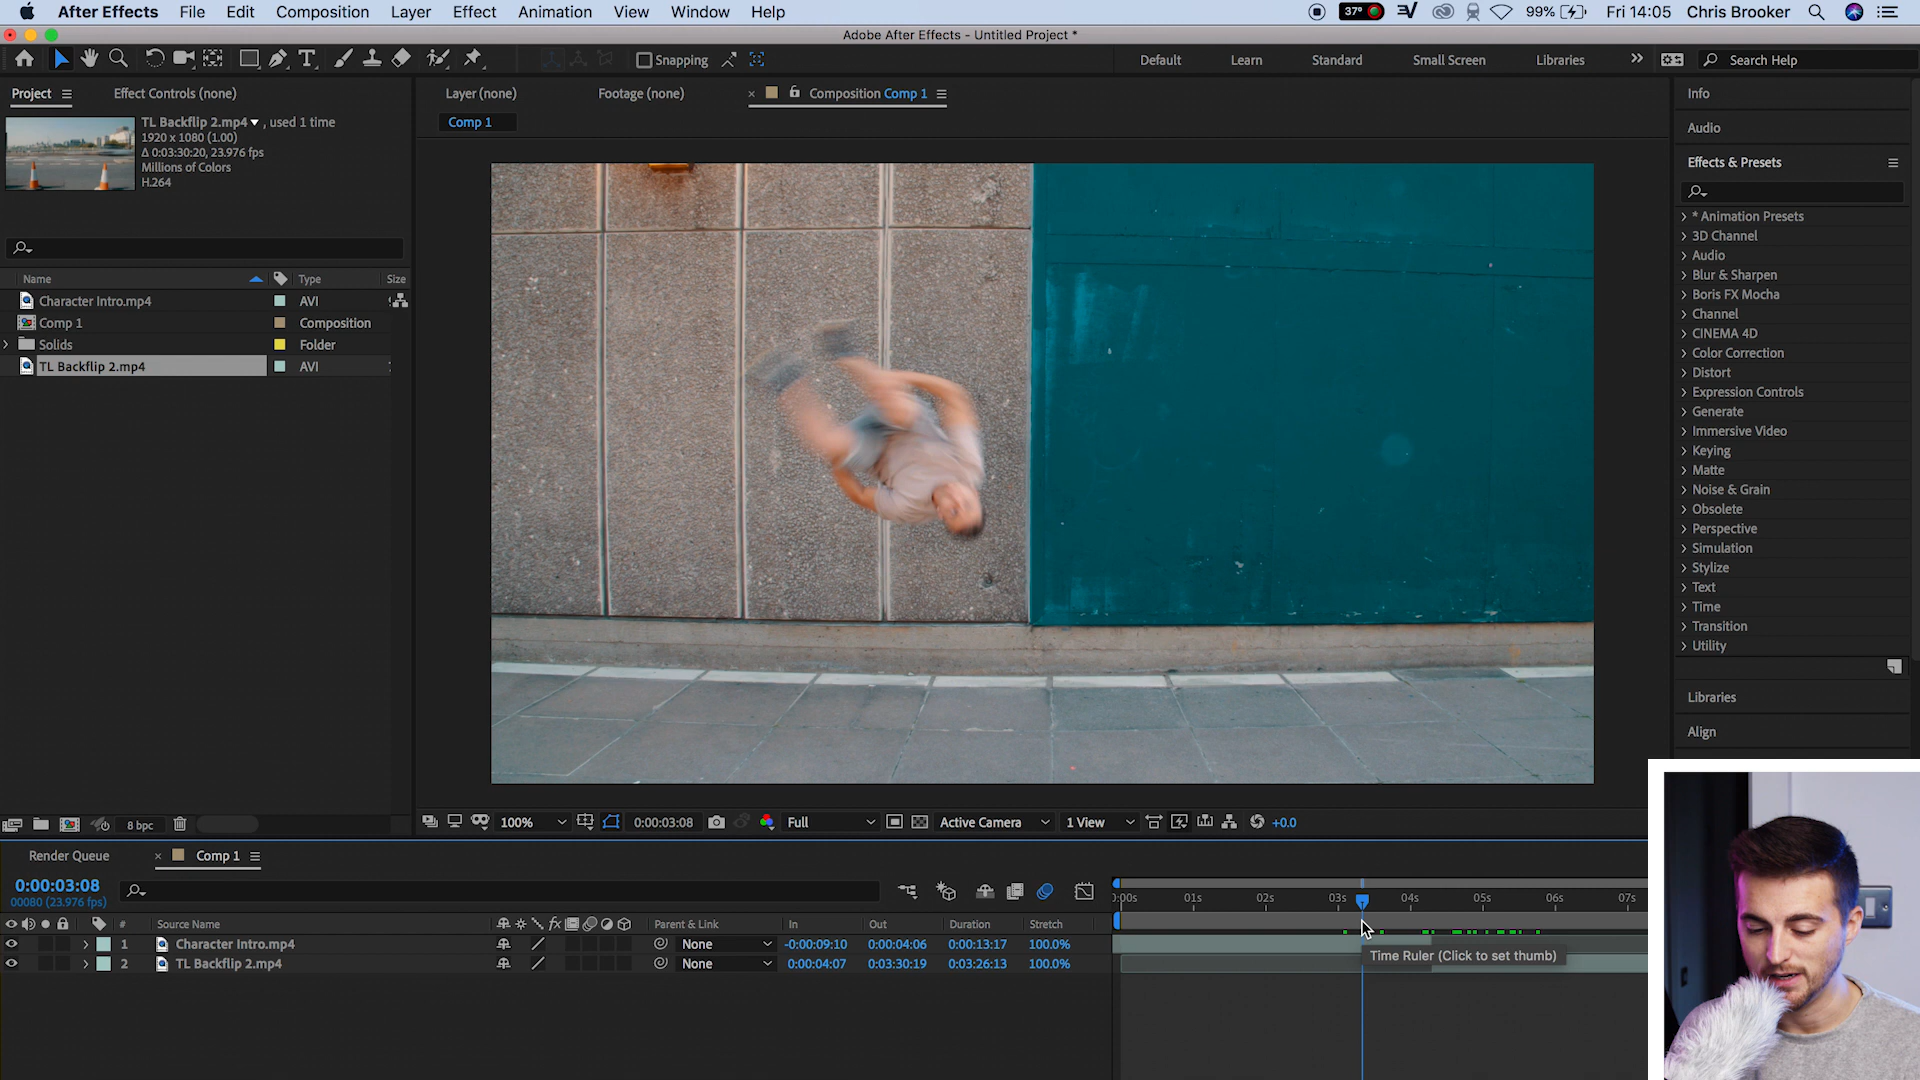 After Effects File Edit Composition Layer Effect Animation View Window Help 37° 99% Fri 14:05 Chris Brooker
Adobe After Effects - Untitled Project *
Snapping Default Learn Standard Small Screen Libraries Search Help
Project Effect Controls (none) Layer (none) Footage (none) Composition Comp 1 Info
Comp 1
TL Backflip 2.mp4 , used 1 time
1920 x 1080 (1.00)
Δ 0:03:30:20, 23.976 fps
Millions of Colors
H.264
Audio
Effects & Presets
Name Type Size
Character Intro.mp4 AVI
Comp 1 Composition
Solids Folder
TL Backflip 2.mp4 AVI
* Animation Presets
3D Channel
Audio
Blur & Sharpen
Boris FX Mocha
Channel
CINEMA 4D
Color Correction
Distort
Expression Controls
Generate
Immersive Video
Keying
Matte
Noise & Grain
Obsolete
Perspective
Simulation
Stylize
Text
Time
Transition
Utility
Libraries
Align
8 bpc 100% 0:00:03:08 Full Active Camera 1 View +0.0
Render Queue Comp 1
0:00:03:08
00080 (23.976 fps)
:00s 01s 02s 03s 04s 05s 06s 07s
# Source Name fx Parent & Link In Out Duration Stretch
1 Character Intro.mp4 None -0:00:09:10 0:00:04:06 0:00:13:17 100.0%
2 TL Backflip 2.mp4 None 0:00:04:07 0:03:30:19 0:03:26:13 100.0%
Time Ruler (Click to set thumb)